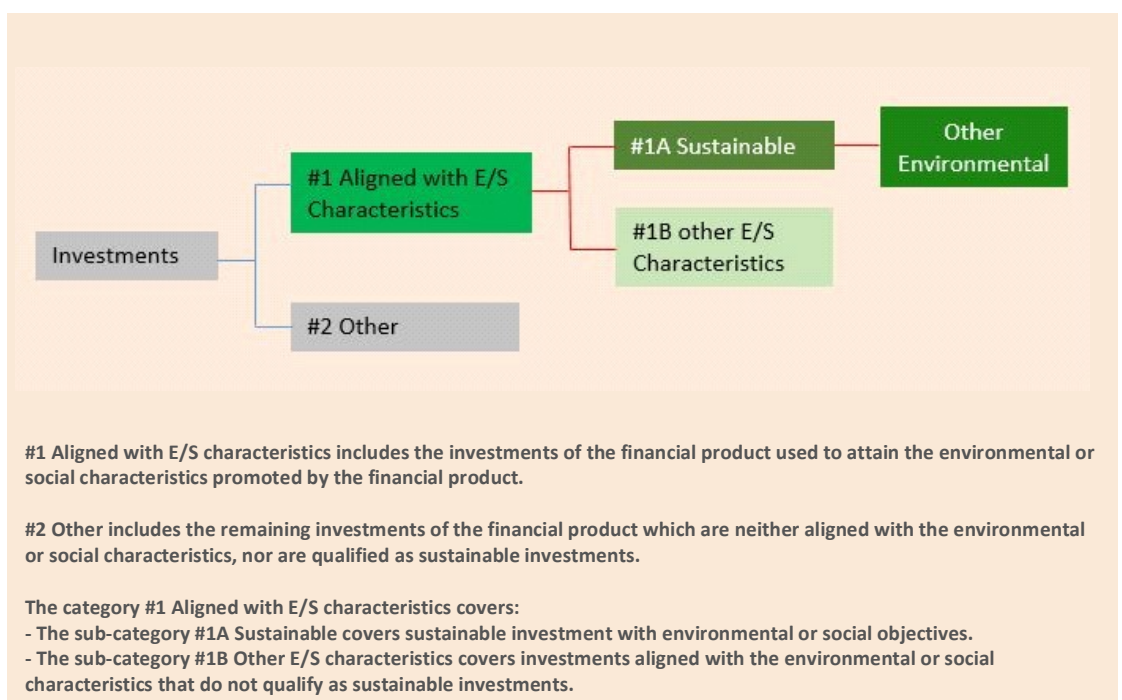 Investments
#1 Aligned with E/S
Characteristics
#2 Other
#1A Sustainable
#1B other E/S
Characteristics
Other
Environmental
#1 Aligned with E/S characteristics includes the investments of the financial product used to attain the environmental or
social characteristics promoted by the financial product.
#2 Other includes the remaining investments of the financial product which are neither aligned with the environmental
or social characteristics, nor are qualified as sustainable investments.
The category #1 Aligned with E/S characteristics covers:
- The sub-category #1A Sustainable covers sustainable investment with environmental or social objectives.
- The sub-category #1B Other E/S characteristics covers investments aligned with the environmental or social
characteristics that do not qualify as sustainable investments.